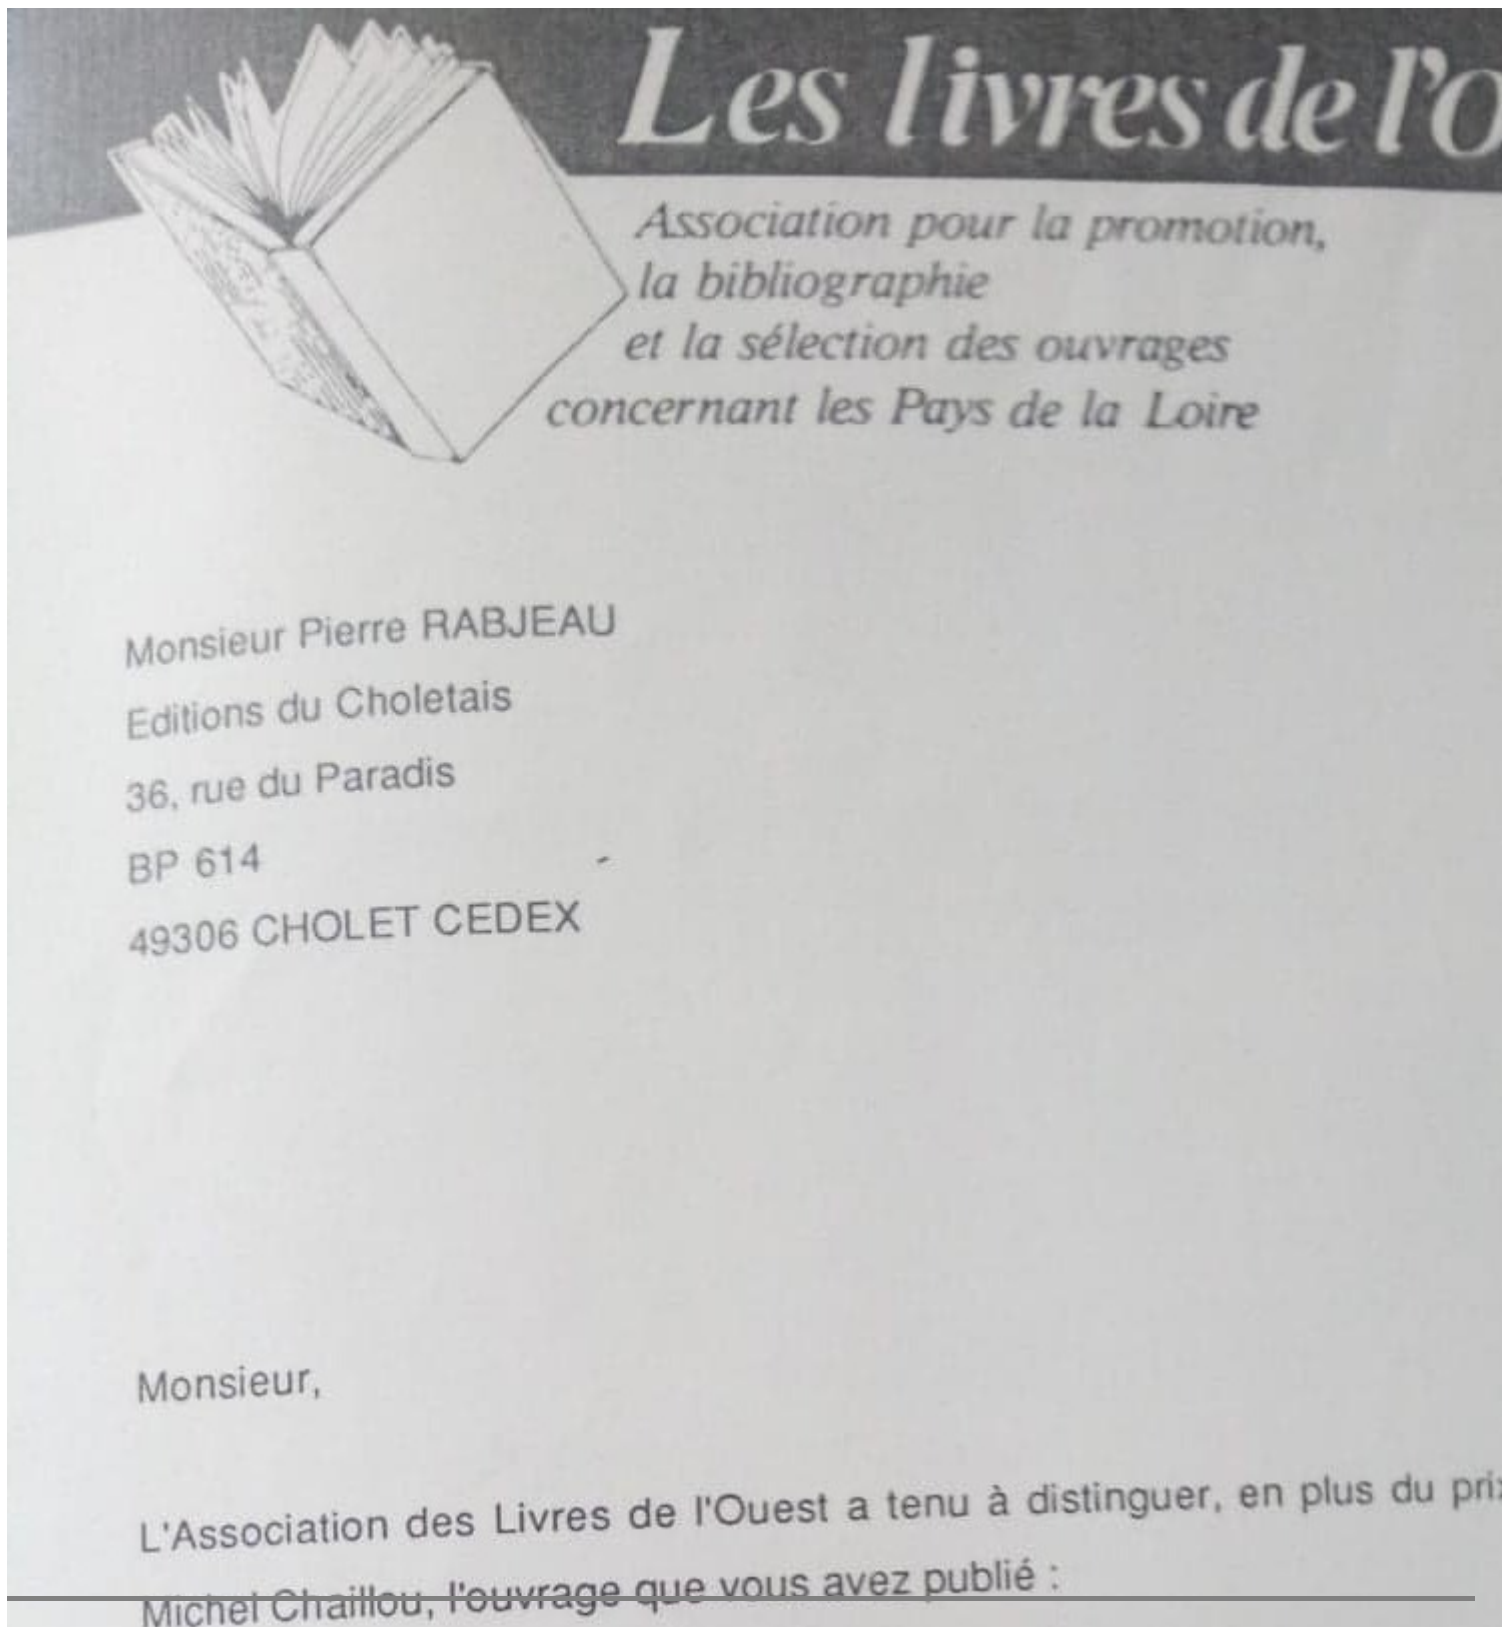 Les livres de l'O
Association pour la promotion,
la bibliographie
et la sélection des ouvrages
concernant les Pays de la Loire
Monsieur Pierre RABJEAU
Editions du Choletais
36, rue du Paradis
BP 614
49306 CHOLET CEDEX
Monsieur,
L'Association des Livres de l'Ouest a tenu à distinguer, en plus du prix
Michel Chaillou, l'ouvrage que vous avez publié :